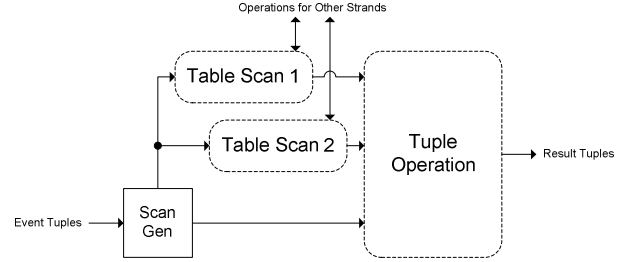 Operations for Other Strands
Table Scan 1
Table Scan 2
Tuple
Operation
Result Tuples
Scan
Gen
Event Tuples